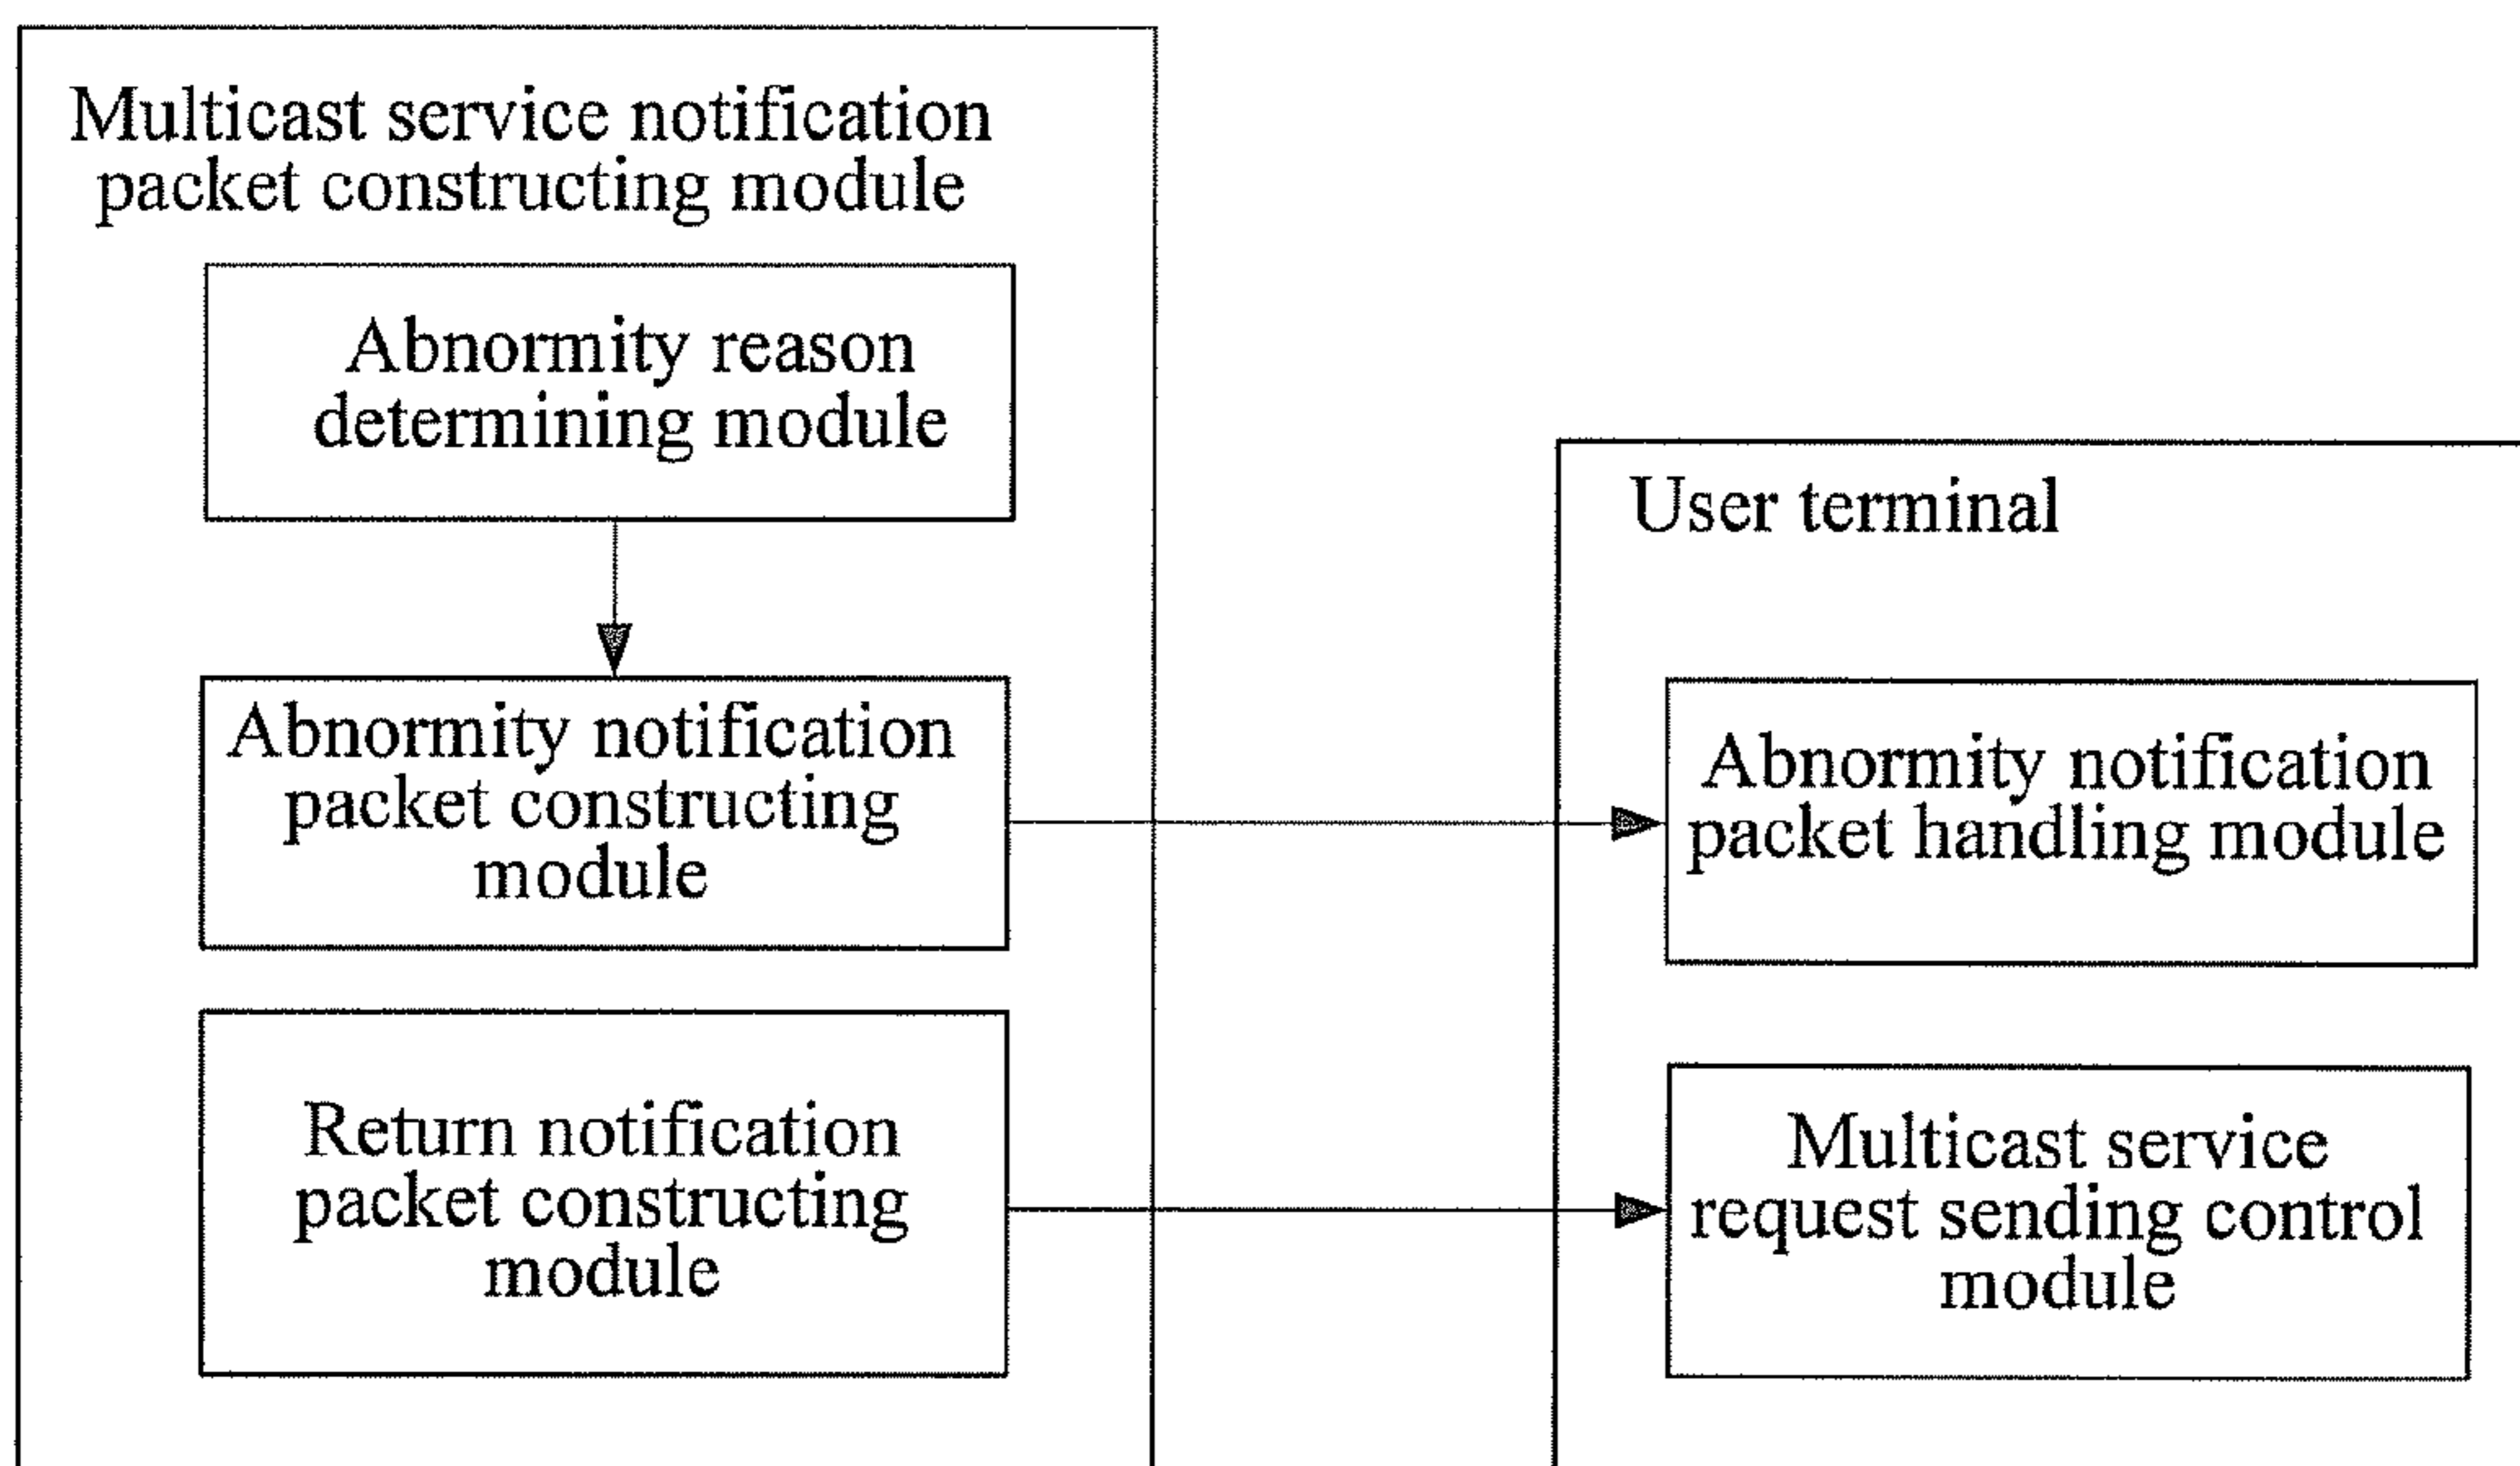 Multicast service notification
packet constructing module
Abnormity reason
determining module
Abnormity notification
packet constructing
module
Return notification
packet constructing
module
User terminal
Abnormity notification
packet handling module
Multicast service
request sending control
module